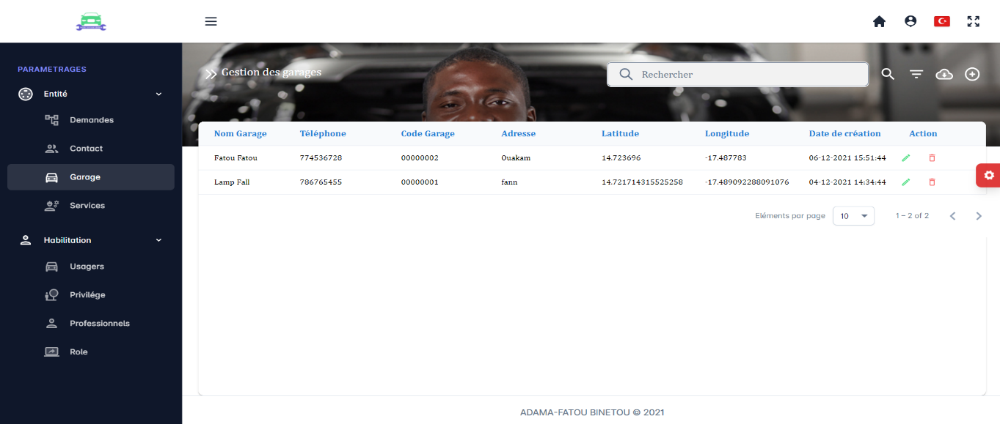 PARAMETRAGES
Entité
Demandes
Contact
Garage
Services
Habilitation
Usagers
Privilége
Professionnels
Role
Gestion des garages
Rechercher
Nom Garage Téléphone Code Garage Adresse Latitude Longitude Date de création Action
Fatou Fatou 774536728 00000002 Ouakam 14.723696 -17.487783 06-12-2021 15:51:44
Lamp Fall 786765455 00000001 fann 14.721714315525258 -17.489092288091076 04-12-2021 14:34:44
Eléments par page 10 1 – 2 of 2
ADAMA-FATOU BINETOU © 2021